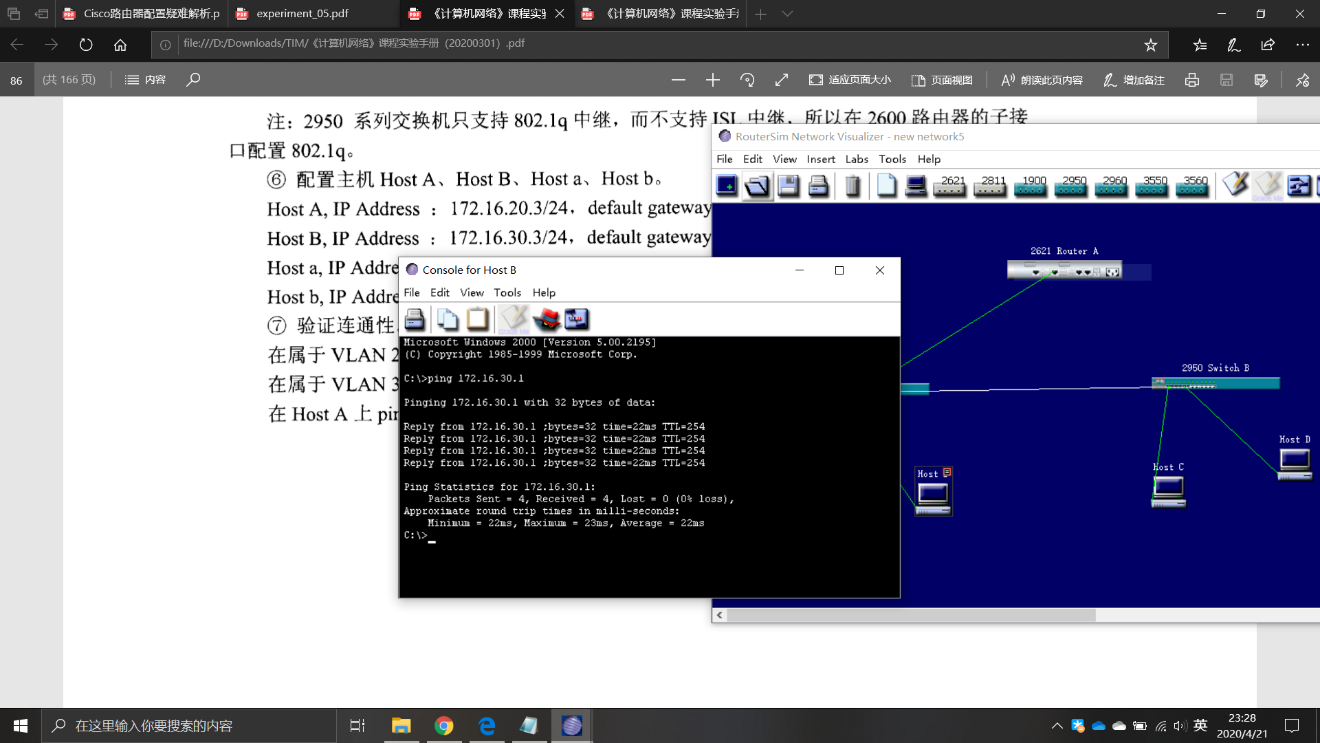 Cisco路由器配置疑难解析.p
experiment_05.pdf
《计算机网络》课程实验
《计算机网络》课程实验手册
file:///D:/Downloads/TIM/《计算机网络》课程实验手册（20200301）.pdf
86
(共 166 页)
内容
适应页面大小
页面视图
朗读此页内容
增加备注
注：2950 系列交换机只支持 802.1q 中继，而不支持 ISL 中继，所以在 2600 路由器的子接
口配置 802.1q。
⑥ 配置主机 Host A、Host B、Host a、Host b。
Host A, IP Address ：172.16.20.3/24，default gateway
Host B, IP Address ：172.16.30.3/24，default gateway
Host a, IP Addre
Host b, IP Addre
⑦ 验证连通性
在属于 VLAN 2
在属于 VLAN 3
在 Host A 上 pin
RouterSim Network Visualizer - new network5
File Edit View Insert Labs Tools Help
2621 2811 1900 2950 2960 3550 3560
2621 Router A
2950 Switch B
Host D
Host C
Host
Console for Host B
File Edit View Tools Help
Microsoft Windows 2000 [Version 5.00.2195]
(C) Copyright 1985-1999 Microsoft Corp.
C:\>ping 172.16.30.1
Pinging 172.16.30.1 with 32 bytes of data:
Reply from 172.16.30.1 ;bytes=32 time=22ms TTL=254
Reply from 172.16.30.1 ;bytes=32 time=22ms TTL=254
Reply from 172.16.30.1 ;bytes=32 time=22ms TTL=254
Reply from 172.16.30.1 ;bytes=32 time=22ms TTL=254
Ping Statistics for 172.16.30.1:
Packets Sent = 4, Received = 4, Lost = 0 (0% loss),
Approximate round trip times in milli-seconds:
Minimum = 22ms, Maximum = 23ms, Average = 22ms
C:\>
在这里输入你要搜索的内容
英
23:28
2020/4/21